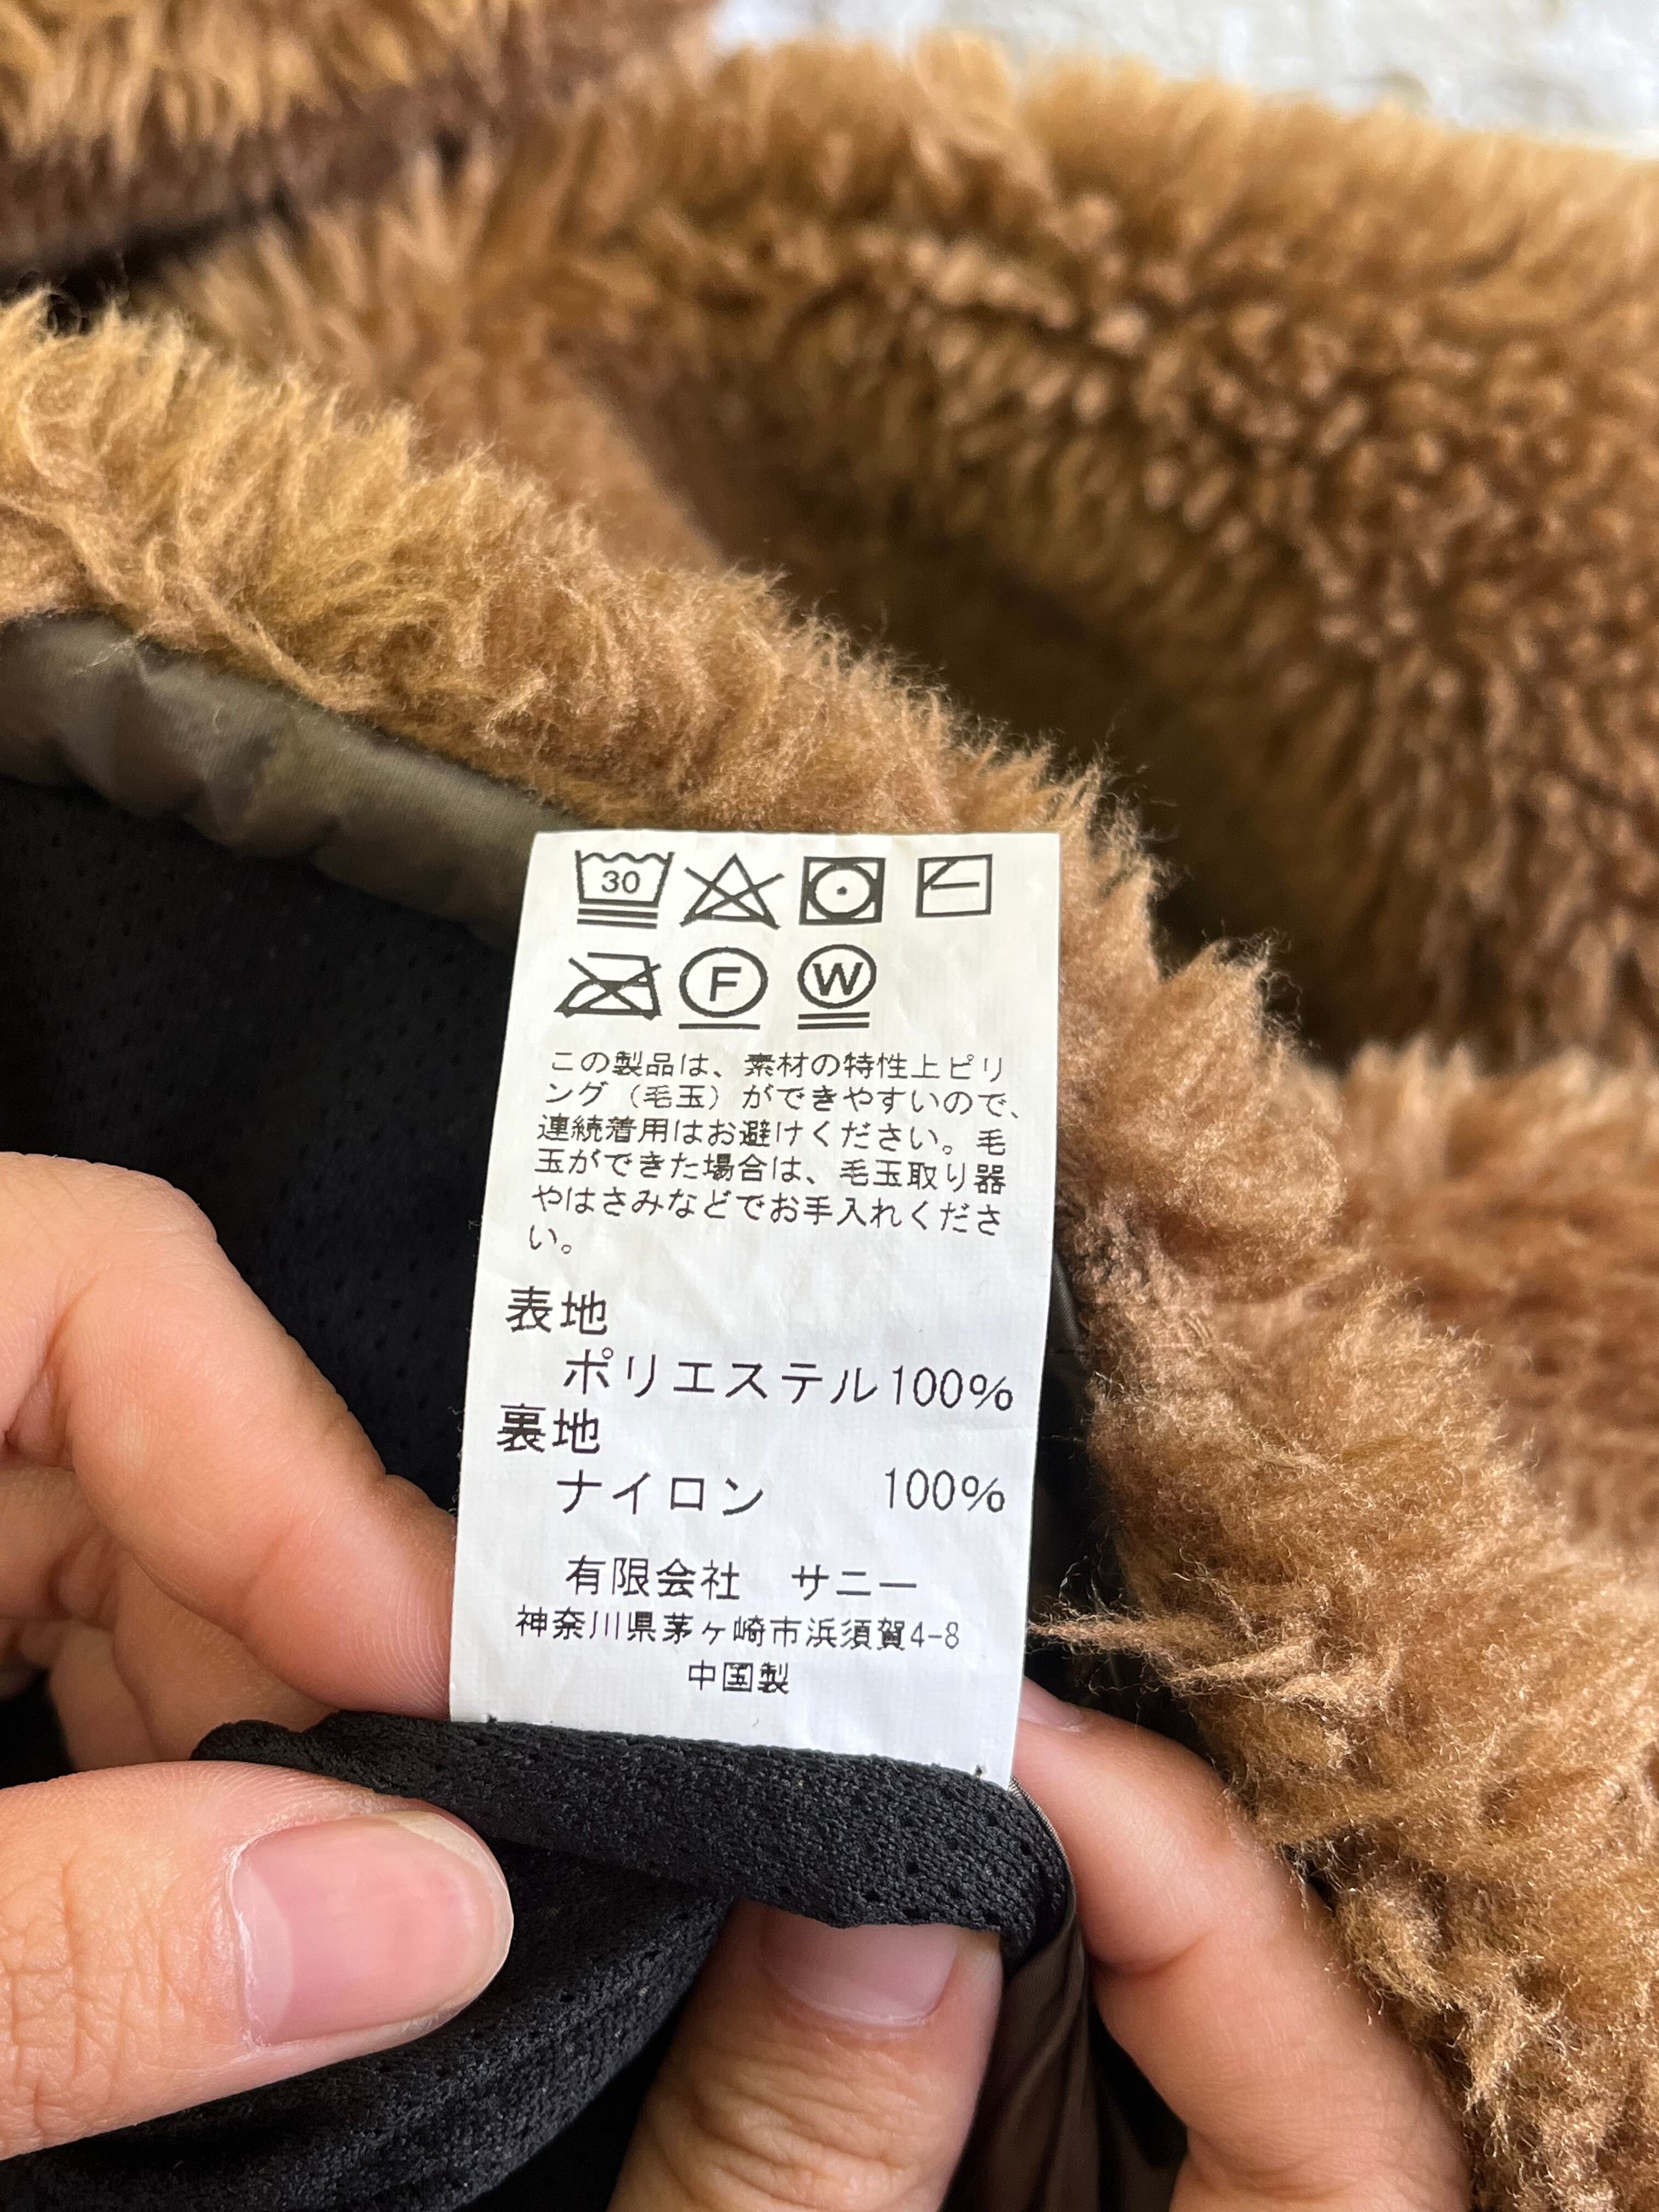 30
F W
この製品は、素材の特性上ピリ
ング（毛玉）ができやすいので、
連続着用はお避けください。毛
玉ができた場合は、毛玉取り器
やはさみなどでお手入れくださ
い。
表地
ポリエステル100%
裏地
ナイロン 100%
有限会社 サニー
神奈川県茅ヶ崎市浜須賀4-8
中国製